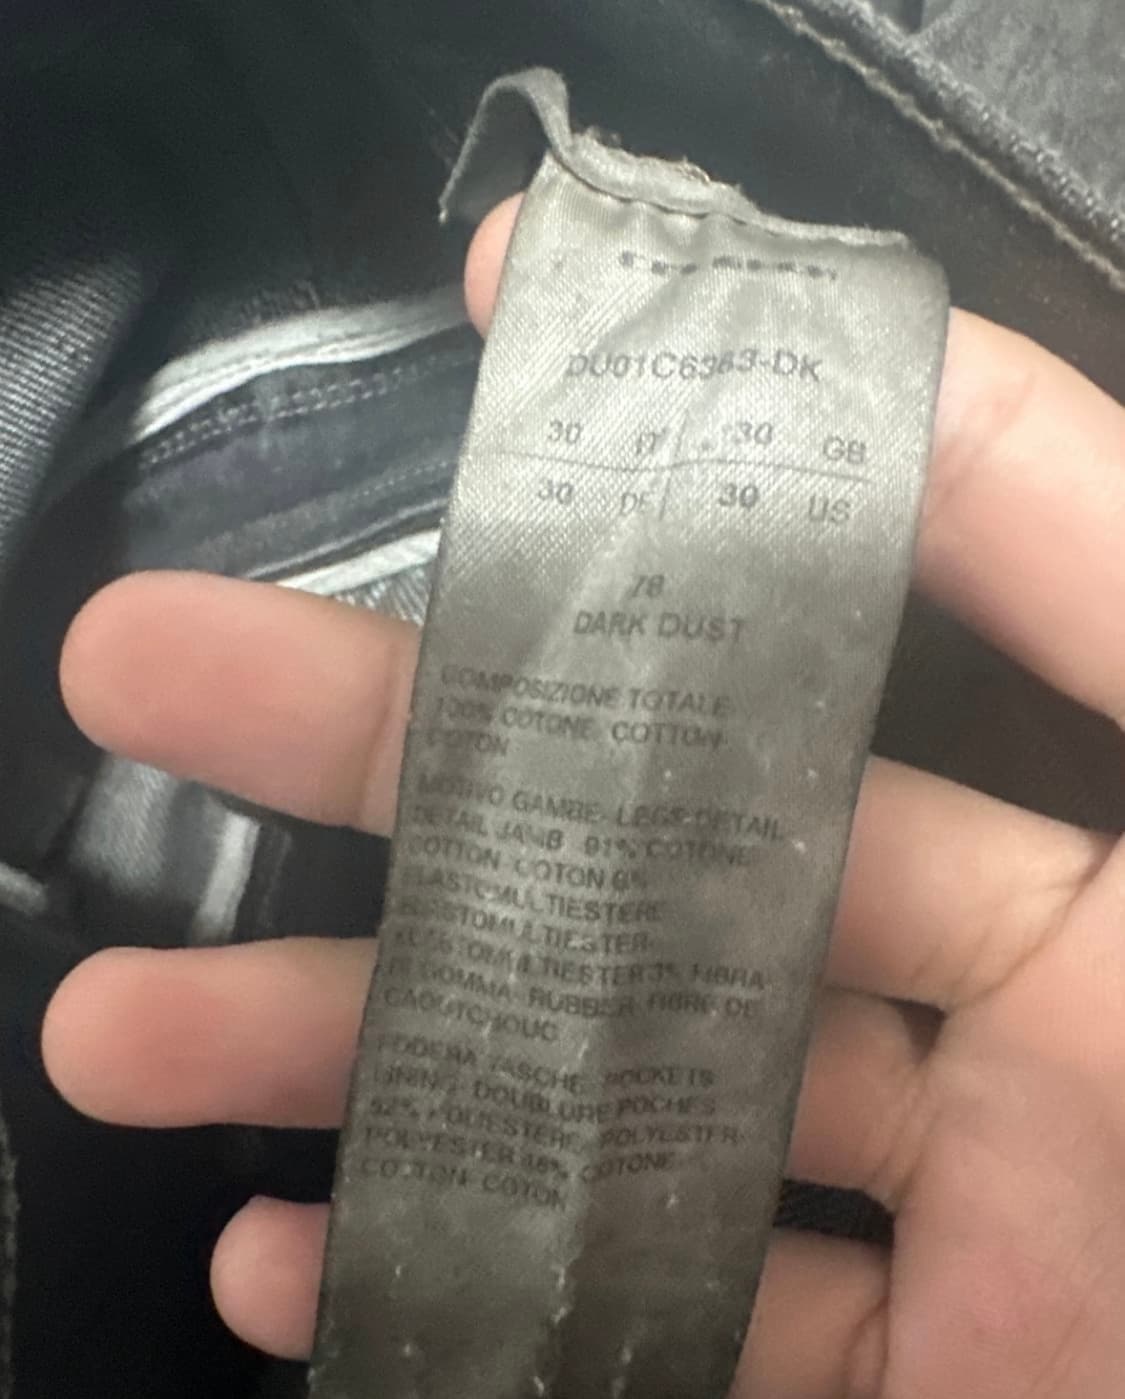 DU01C6363-DK
30 IT / 30 GB
30 DE / 30 US
78
DARK DUST
COMPOSIZIONE TOTALE
100% COTONE COTTON
COTON
MOTIVO GAMBE-LEGS DETAIL
DETAIL JAMB 91% COTONE
COTTON COTON 6%
ELASTOMULTIESTERE
ELASTOMULTIESTER
ELASTOMULTIESTER 3% FIBRA
DI GOMMA RUBBER FIBRE DE
CAOUTCHOUC
FODERA TASCHE POCKETS
LINING DOUBLURE POCHES
52% POLIESTERE POLYESTER
POLYESTER 48% COTONE
COTTON COTON